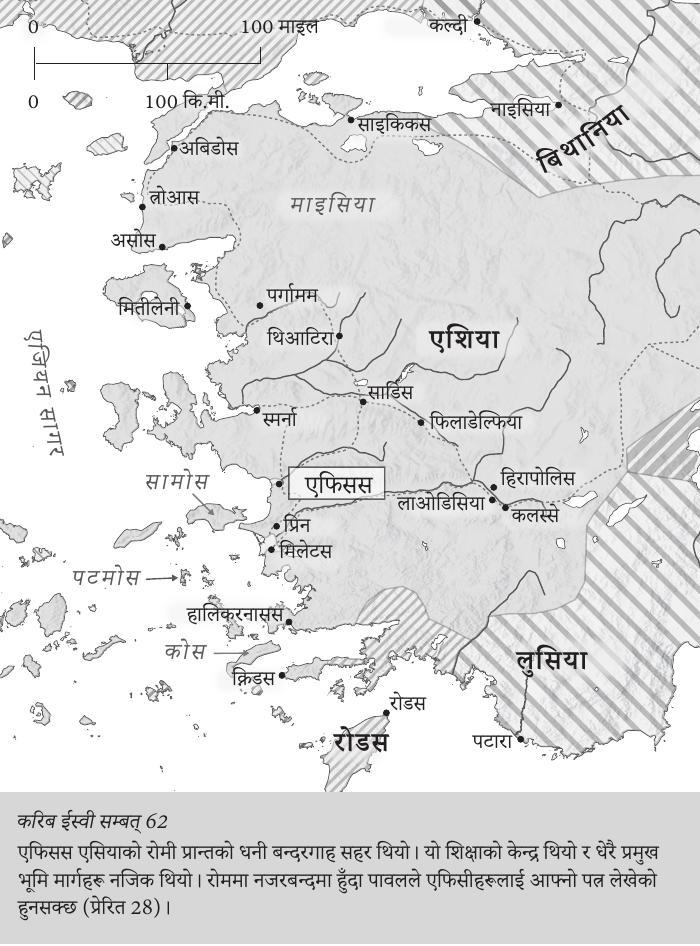 0 100 माइल
0 100 कि.मी.
कल्दी
नाइसिया
साइकिकस
बिथानिया
अबिडोस
त्रोआस
माइसिया
असोस
पर्गामम
मितीलेनी
थिआटिरा
एशिया
एजियन सागर
सार्डिस
स्मर्ना
फिलाडेल्फिया
सामोस
एफिसस
हिरापोलिस
लाओडिसिया
कलस्से
प्रिन
मिलेटस
पटमोस
हालिकरनासस
कोस
लुसिया
क्निडस
रोडस
रोडस
पटारा
करिब ईस्वी सम्बत् 62
एफिसस एसियाको रोमी प्रान्तको धनी बन्दरगाह सहर थियो। यो शिक्षाको केन्द्र थियो र धेरै प्रमुख
भूमि मार्गहरू नजिक थियो। रोममा नजरबन्दमा हुँदा पावलले एफिसीहरूलाई आफ्नो पत्र लेखेको
हुनसक्छ (प्रेरित 28)।